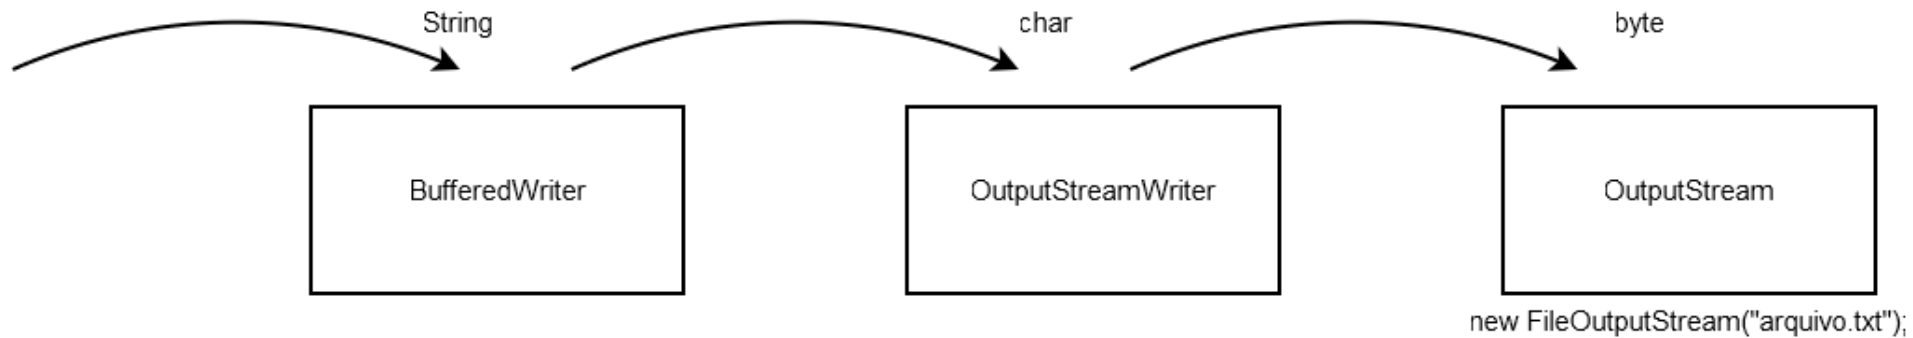 String
char
byte
BufferedWriter
OutputStreamWriter
OutputStream
new FileOutputStream("arquivo.txt");